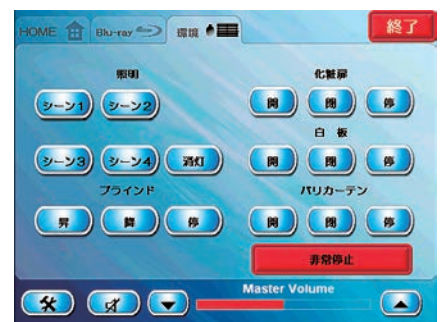 HOME Blu-ray 環境 終了
照明 化粧扉
シーン1 シーン2 開 閉 停
白 板
シーン3 シーン4 消灯 開 閉 停
ブラインド バリカーテン
昇 降 停 開 閉 停
非常停止
Master Volume